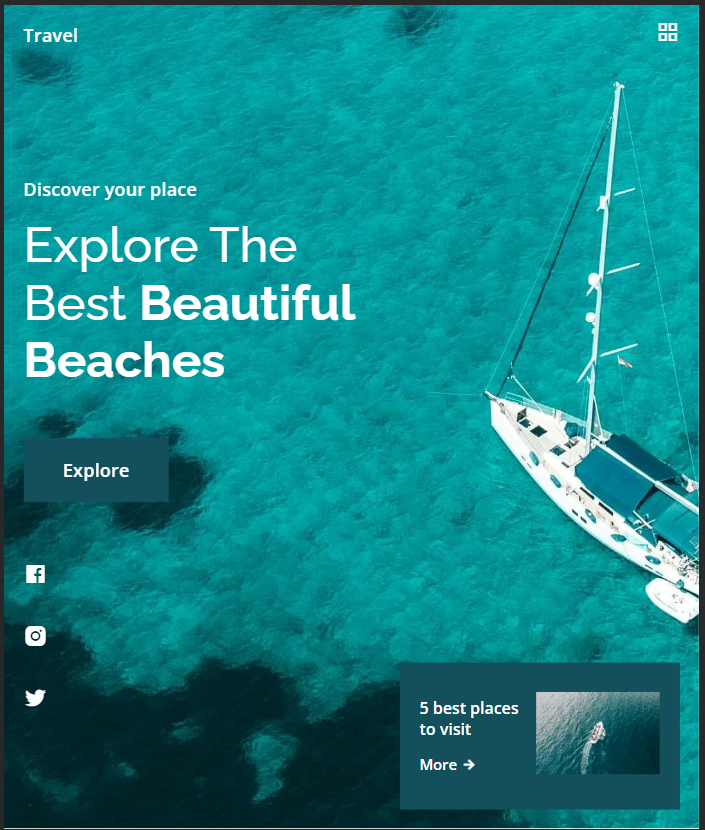 Travel
Discover your place
Explore The
Best Beautiful
Beaches
Explore
5 best places
to visit
More